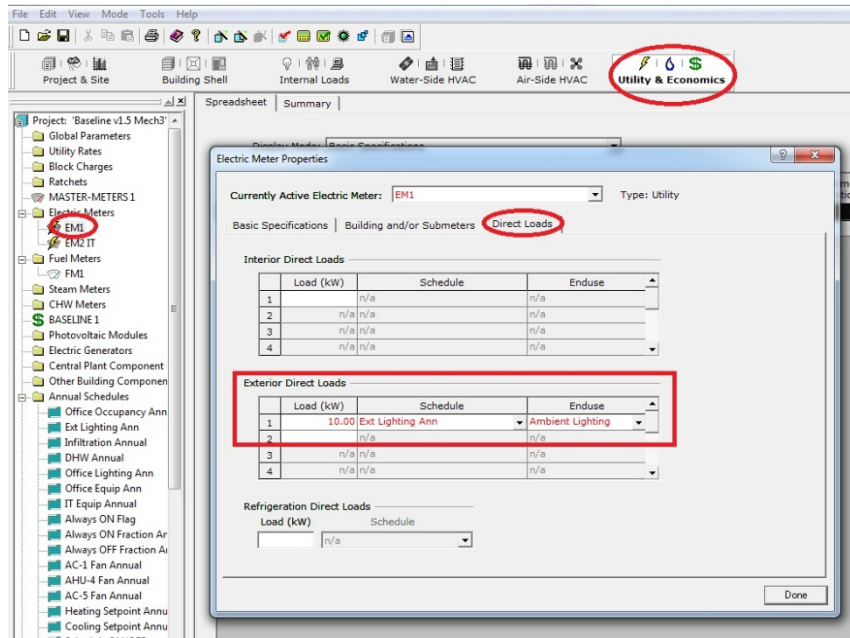 File Edit View Mode Tools Help
Project & Site
Building Shell
Internal Loads
Water-Side HVAC
Air-Side HVAC
Utility & Economics
Spreadsheet Summary
Project: 'Baseline v1.5 Mech3'
Global Parameters
Utility Rates
Block Charges
Ratchets
MASTER-METERS 1
Electric Meters
EM1
EM2 IT
Fuel Meters
FM1
Steam Meters
CHW Meters
BASELINE 1
Photovoltaic Modules
Electric Generators
Central Plant Component
Other Building Componen
Annual Schedules
Office Occupancy Ann
Ext Lighting Ann
Infiltration Annual
DHW Annual
Office Lighting Ann
Office Equip Ann
IT Equip Annual
Always ON Flag
Always ON Fraction An
Always OFF Fraction A
AC-1 Fan Annual
AHU-4 Fan Annual
AC-5 Fan Annual
Heating Setpoint Annu
Cooling Setpoint Annu
Display Mode: Basic Specifications
Electric Meter Properties
Currently Active Electric Meter: EM1 Type: Utility
Basic Specifications Building and/or Submeters Direct Loads
Interior Direct Loads
Load (kW) Schedule Enduse
1 n/a n/a
2 n/a n/a n/a
3 n/a n/a n/a
4 n/a n/a n/a
Exterior Direct Loads
Load (kW) Schedule Enduse
1 10.00 Ext Lighting Ann Ambient Lighting
2 n/a n/a
3 n/a n/a n/a
4 n/a n/a n/a
Refrigeration Direct Loads
Load (kW) Schedule
n/a
Done